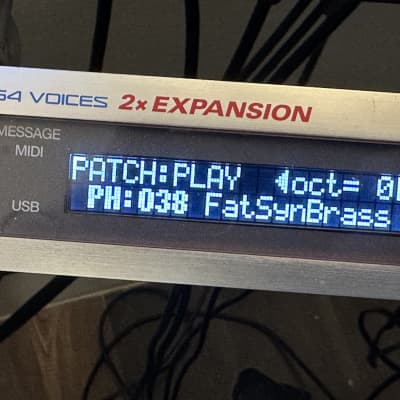 64 VOICES 2x EXPANSION
MESSAGE
MIDI
USB
PATCH:PLAY ◀oct= 0
PH:038 FatSynBrass